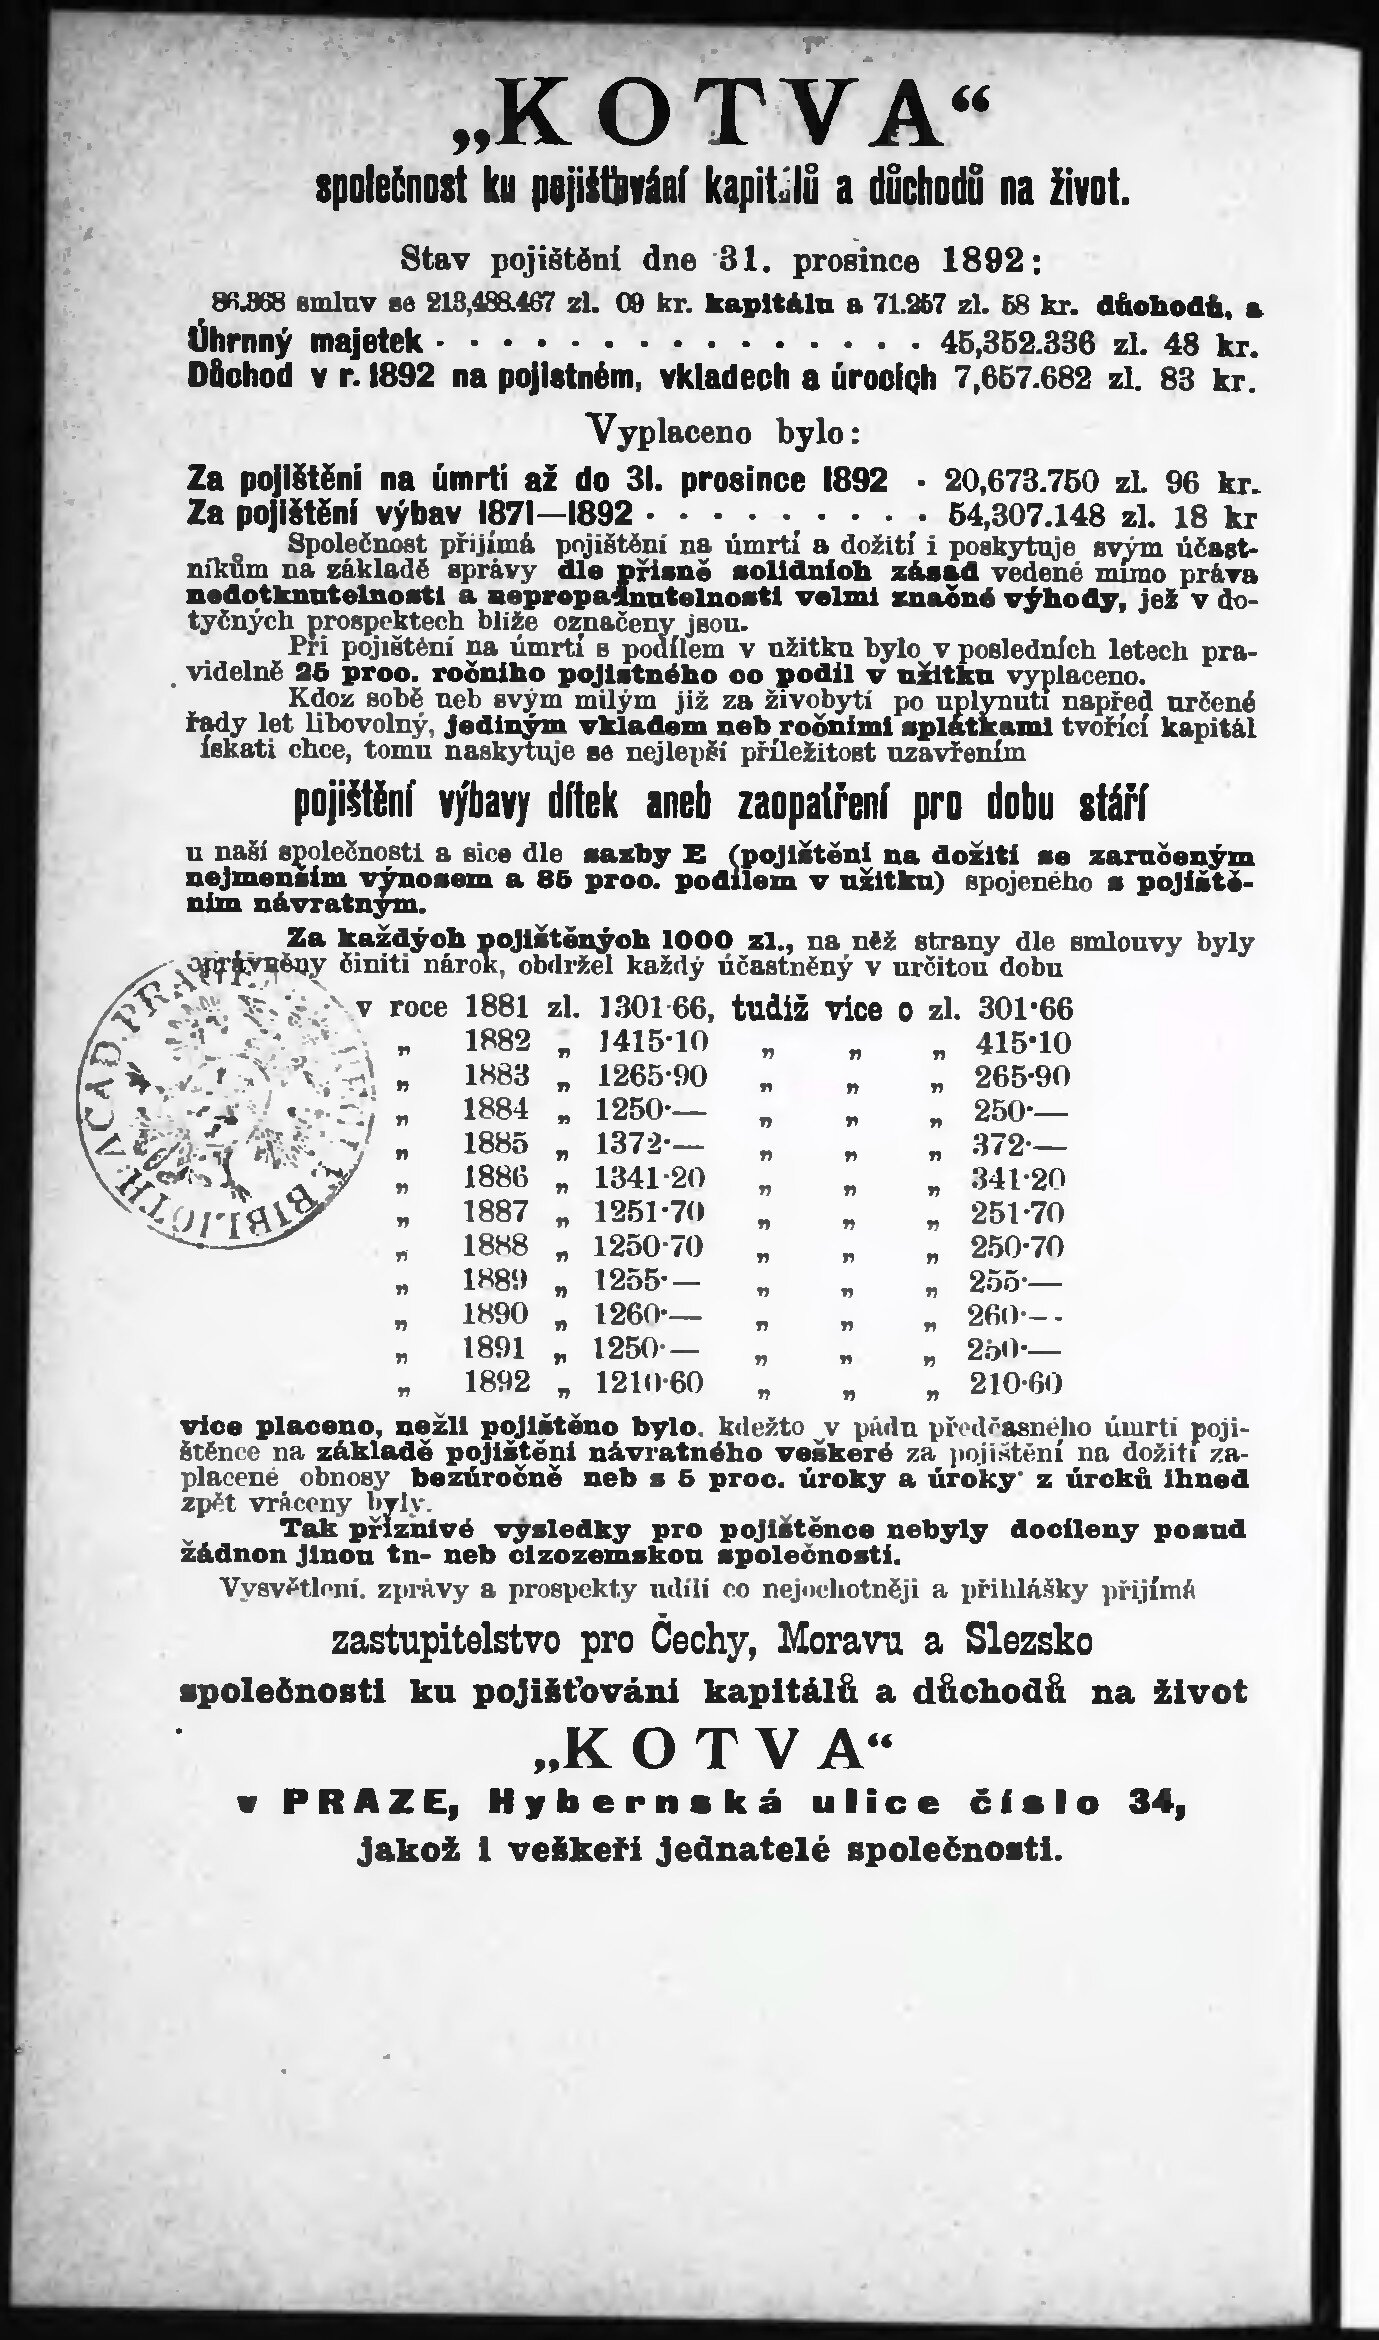 „KOTVA“
společnost ku pojišťování kapitálů a důchodů na život.
Stav pojištění dne 31. prosince 1892:
86.368 smluv se 213,488.467 zl. 09 kr. kapitálu a 71.257 zl. 58 kr. důchodů, a
Úhrnný majetek · · · · · · · · · · · · · · · 45,352.336 zl. 48 kr.
Důchod v r. 1892 na pojistném, vkladech a úrocích 7,657.682 zl. 83 kr.
Vyplaceno bylo:
Za pojištění na úmrtí až do 31. prosince 1892 · 20,673.750 zl. 96 kr.
Za pojištění výbav 1871—1892 · · · · · · · · · 54,307.148 zl. 18 kr
Společnost přijímá pojištění na úmrtí a dožití i poskytuje svým účast-
níkům na základě správy dle přísně solidních zásad vedené mimo práva
nedotknutelnosti a nepropadnutelnosti velmi značné výhody, jež v do-
tyčných prospektech blíže označeny jsou.
Při pojištění na úmrtí s podílem v užitku bylo v posledních letech pra-
videlně 25 proc. ročního pojistného co podíl v užitku vyplaceno.
Kdoz sobě neb svým milým již za živobytí po uplynutí napřed určené
řady let libovolný, jediným vkladem neb ročními splátkami tvořící kapitál
ískati chce, tomu naskytuje se nejlepší příležitost uzavřením
pojištění výbavy dítek aneb zaopatření pro dobu stáří
u naší společnosti a sice dle sazby E (pojištění na dožití se zaručeným
nejmenším výnosem a 85 proc. podílem v užitku) spojeného s pojiště-
ním návratným.
Za každých pojištěných 1000 zl., na něž strany dle smlouvy byly
oprávněny činiti nárok, obdržel každý účastněný v určitou dobu
v roce 1881 zl. 1301·66, tudíž více o zl. 301·66
„ 1882 „ 1415·10 „ „ „ 415·10
„ 1883 „ 1265·90 „ „ „ 265·90
„ 1884 „ 1250·— „ „ „ 250·—
„ 1885 „ 1372·— „ „ „ 372·—
„ 1886 „ 1341·20 „ „ „ 341·20
„ 1887 „ 1251·70 „ „ „ 251·70
„ 1888 „ 1250·70 „ „ „ 250·70
„ 1889 „ 1255·— „ „ „ 255·—
„ 1890 „ 1260·— „ „ „ 260·—
„ 1891 „ 1250·— „ „ „ 250·—
„ 1892 „ 1210·60 „ „ „ 210·60
více placeno, nežli pojištěno bylo, kdežto v pádu předčasného úmrtí poji-
štěnce na základě pojištění návratného veškeré za pojištění na dožití za-
placené obnosy bezúročně neb s 5 proc. úroky a úroky z úroků ihned
zpět vráceny byly.
Tak příznivé výsledky pro pojištěnce nebyly docíleny posud
žádnou jinou tu- neb cizozemskou společností.
Vysvětlení, zprávy a prospekty udílí co nejochotněji a přihlášky přijímá
zastupitelstvo pro Čechy, Moravu a Slezsko
společnosti ku pojišťování kapitálů a důchodů na život
„KOTVA“
v PRAZE, Hybernská ulice číslo 34,
jakož i veškeří jednatelé společnosti.